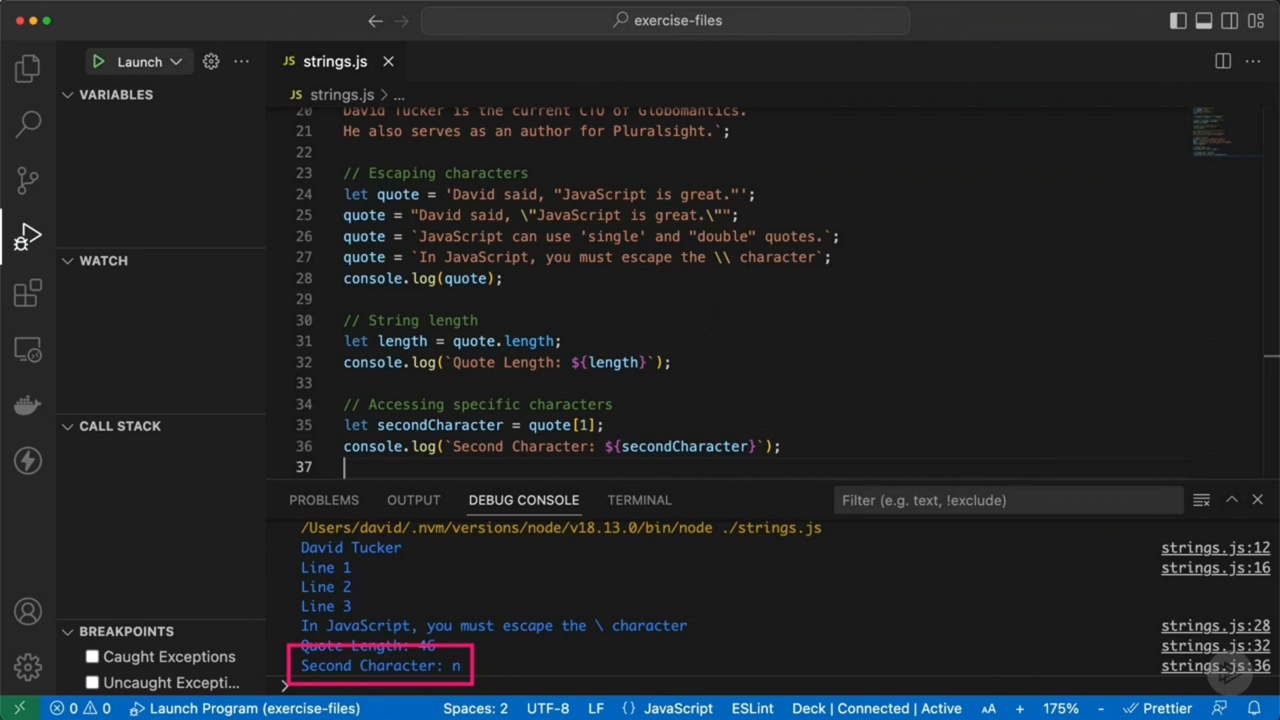 exercise-files
Launch
JS strings.js
VARIABLES
JS strings.js > ...
20 David Tucker is the current CTO of Globomantics.
21 He also serves as an author for Pluralsight.`;
22
23 // Escaping characters
24 let quote = 'David said, "JavaScript is great."';
25 quote = "David said, \"JavaScript is great.\"";
26 quote = `JavaScript can use 'single' and "double" quotes.`;
27 quote = `In JavaScript, you must escape the \\ character`;
28 console.log(quote);
29
30 // String length
31 let length = quote.length;
32 console.log(`Quote Length: ${length}`);
33
34 // Accessing specific characters
35 let secondCharacter = quote[1];
36 console.log(`Second Character: ${secondCharacter}`);
37
WATCH
CALL STACK
BREAKPOINTS
Caught Exceptions
Uncaught Excepti...
PROBLEMS OUTPUT DEBUG CONSOLE TERMINAL Filter (e.g. text, !exclude)
/Users/david/.nvm/versions/node/v18.13.0/bin/node ./strings.js
David Tucker strings.js:12
Line 1 strings.js:16
Line 2
Line 3
In JavaScript, you must escape the \ character strings.js:28
Quote Length: 46 strings.js:32
Second Character: n strings.js:36
>
0 0 Launch Program (exercise-files) Spaces: 2 UTF-8 LF {} JavaScript ESLint Deck | Connected | Active AA + 175% - Prettier